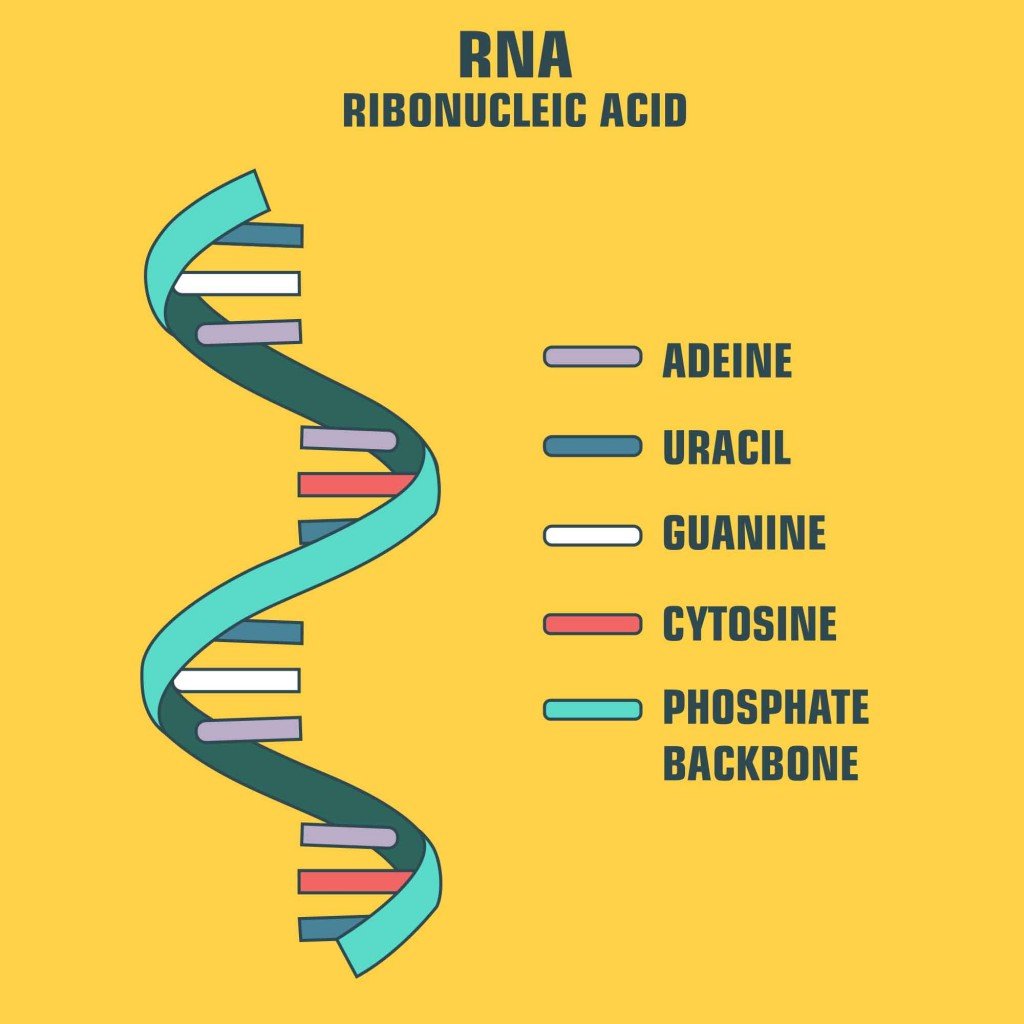 RNA
RIBONUCLEIC ACID
ADEINE
URACIL
GUANINE
CYTOSINE
PHOSPHATE
BACKBONE